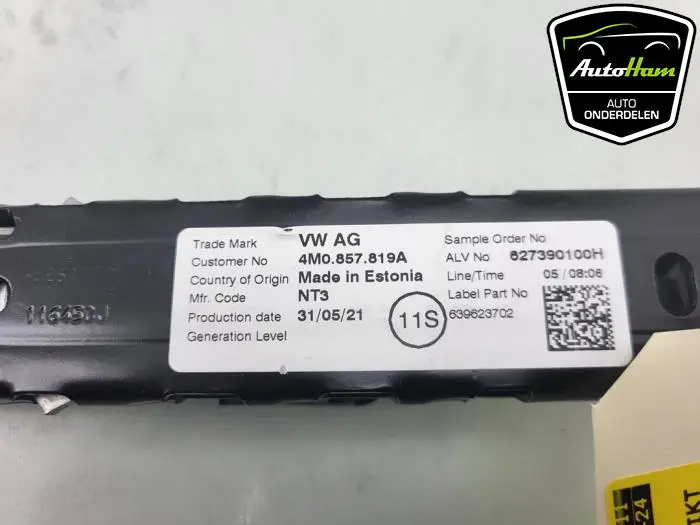 AutoHam
AUTO
ONDERDELEN
Trade Mark VW AG
Customer No 4M0.857.819A
Country of Origin Made in Estonia
Mfr. Code NT3
Production date 31/05/21
Generation Level
11S
Sample Order No
ALV No 627390100H
Line/Time 05 / 08:06
Label Part No
639623702
24